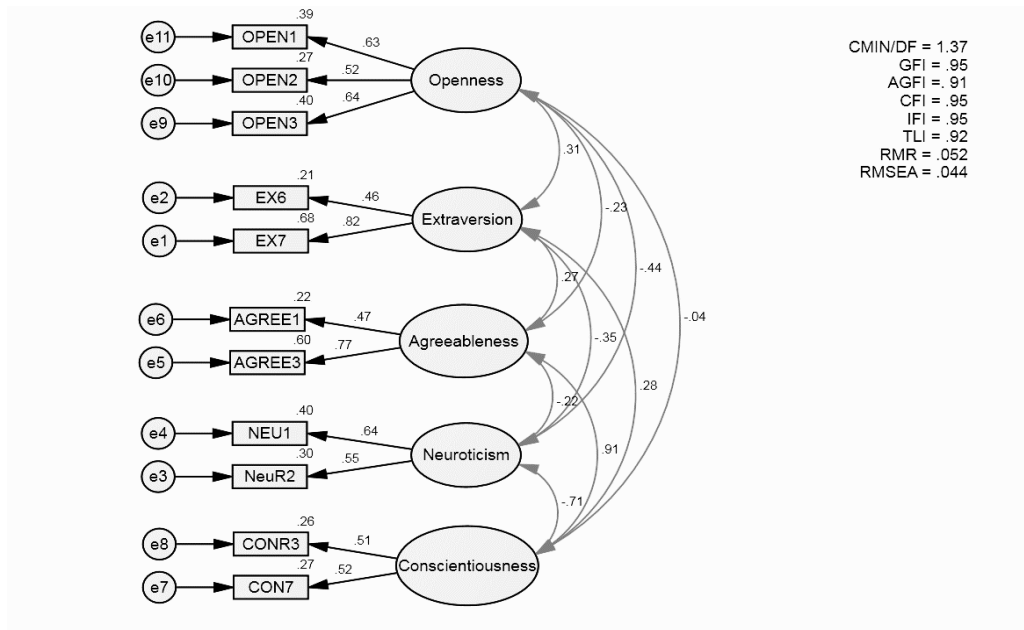 .39
e11 OPEN1 .63
.27
e10 OPEN2 .52 Openness
.40
e9 OPEN3 .64
CMIN/DF = 1.37
GFI = .95
AGFI =. 91
CFI = .95
IFI = .95
TLI = .92
RMR = .052
RMSEA = .044
.31
.21
e2 EX6 .46
-.23
.68
e1 EX7 .82 Extraversion
.27
-.44
-.04
.22
e6 AGREE1 .47
-.35
.60
e5 AGREE3 .77 Agreeableness
.28
-.22
.40
e4 NEU1 .64
.91
.30
e3 NeuR2 .55 Neuroticism
-.71
.26
e8 CONR3 .51
.27
e7 CON7 .52 Conscientiousness